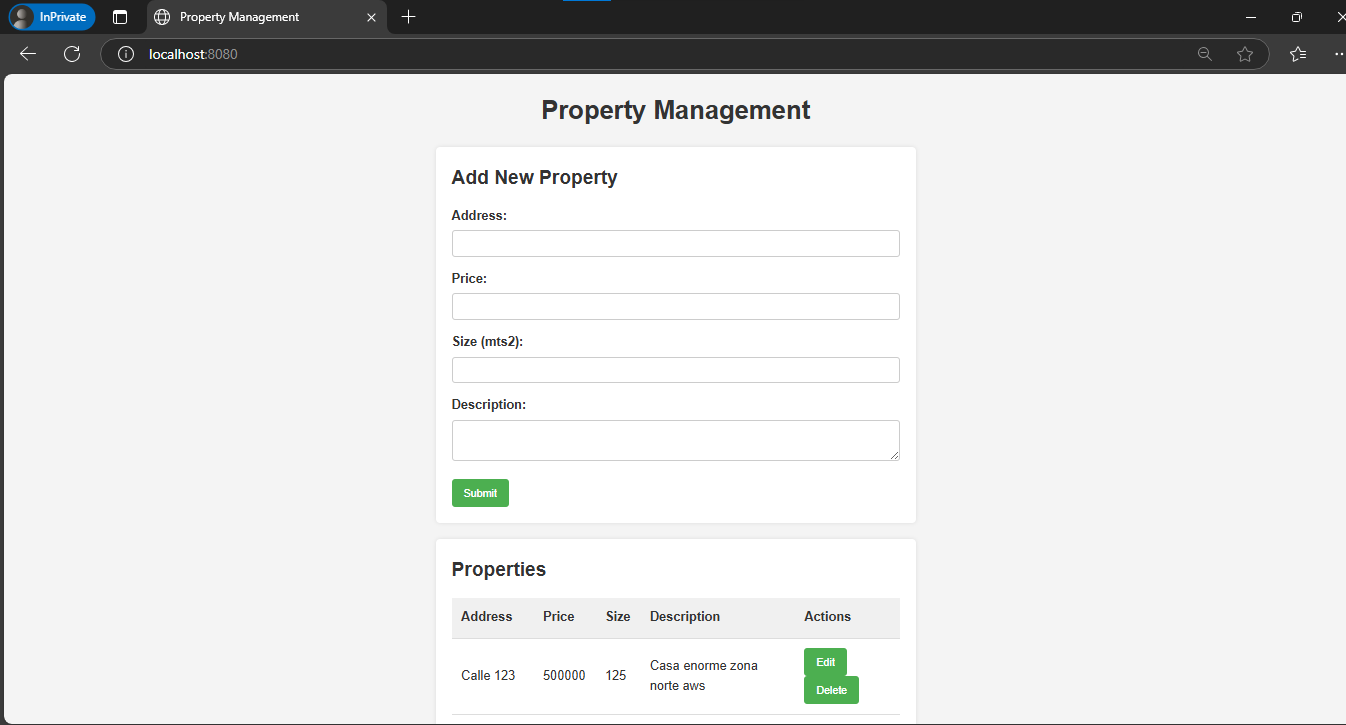 InPrivate
Property Management
localhost:8080
Property Management
Add New Property
Address:
Price:
Size (mts2):
Description:
Submit
Properties
Address Price Size Description Actions
Calle 123 500000 125 Casa enorme zona
norte aws
Edit
Delete